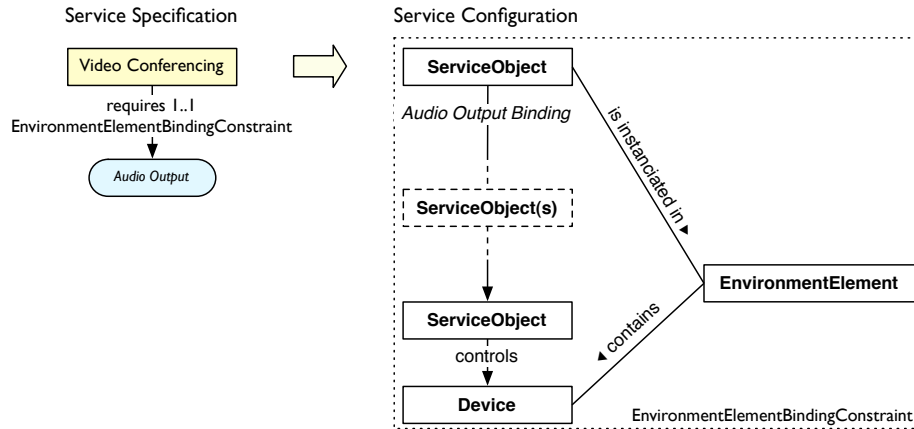 Service Specification
Service Configuration
Video Conferencing
requires 1..1
EnvironmentElementBindingConstraint
Audio Output
ServiceObject
Audio Output Binding
is instanciated in
ServiceObject(s)
EnvironmentElement
ServiceObject
contains
controls
Device
EnvironmentElementBindingConstraint